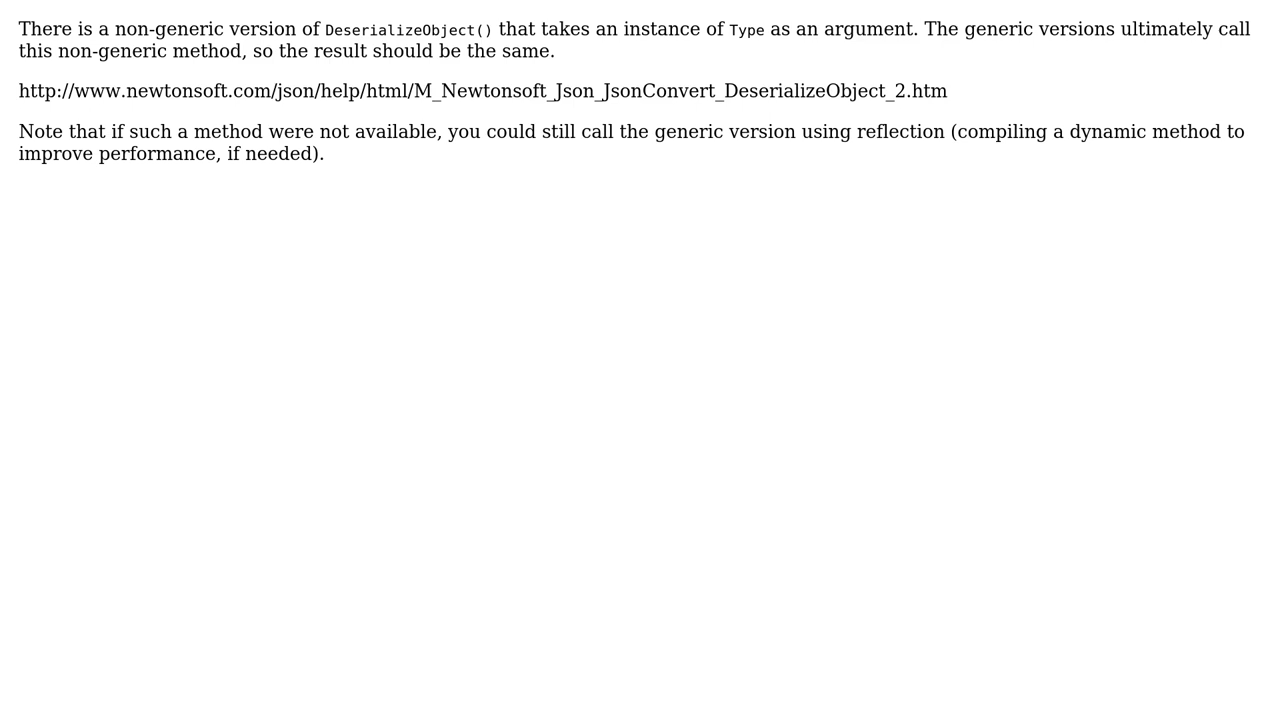 There is a non-generic version of DeserializeObject() that takes an instance of Type as an argument. The generic versions ultimately call
this non-generic method, so the result should be the same.
http://www.newtonsoft.com/json/help/html/M_Newtonsoft_Json_JsonConvert_DeserializeObject_2.htm
Note that if such a method were not available, you could still call the generic version using reflection (compiling a dynamic method to
improve performance, if needed).